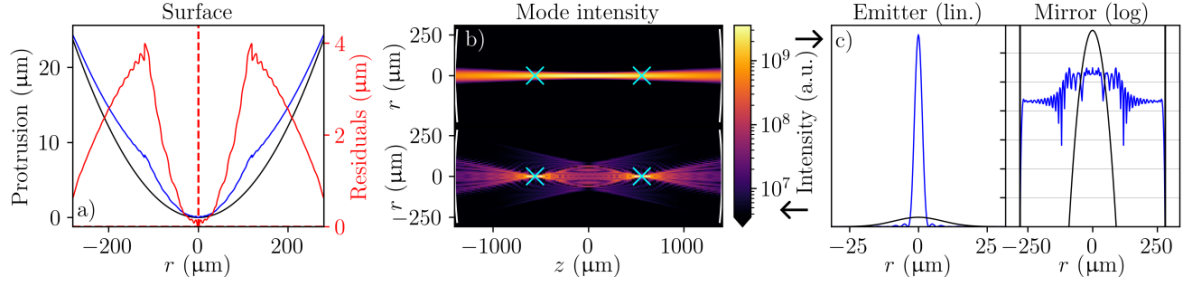 Surface
Protrusion (μm)
20
10
0
a)
−200
0
200
r (μm)
4
2
0
Residuals (μm)
Mode intensity
b)
r (μm)
250
0
250
0
−250
r (μm)
−1000
0
1000
z (μm)
10⁹
10⁸
10⁷
Intensity (a.u.)
Emitter (lin.)
c)
−25
0
25
r (μm)
Mirror (log)
−250
0
250
r (μm)